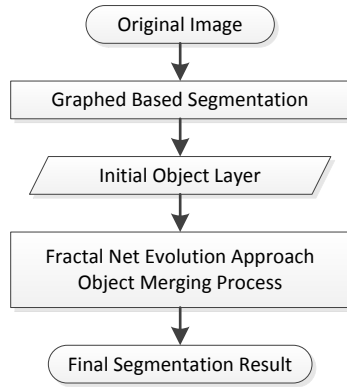 Original Image
Graphed Based Segmentation
Initial Object Layer
Fractal Net Evolution Approach
Object Merging Process
Final Segmentation Result